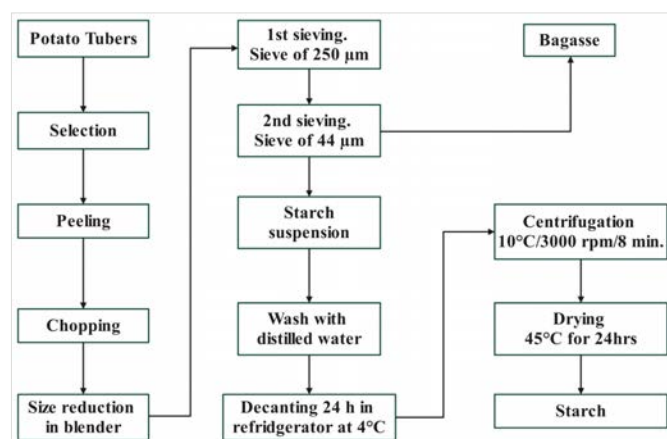 Potato Tubers
Selection
Peeling
Chopping
Size reduction
in blender
1st sieving.
Sieve of 250 µm
2nd sieving.
Sieve of 44 µm
Bagasse
Starch
suspension
Wash with
distilled water
Decanting 24 h in
refridgerator at 4°C
Centrifugation
10°C/3000 rpm/8 min.
Drying
45°C for 24hrs
Starch